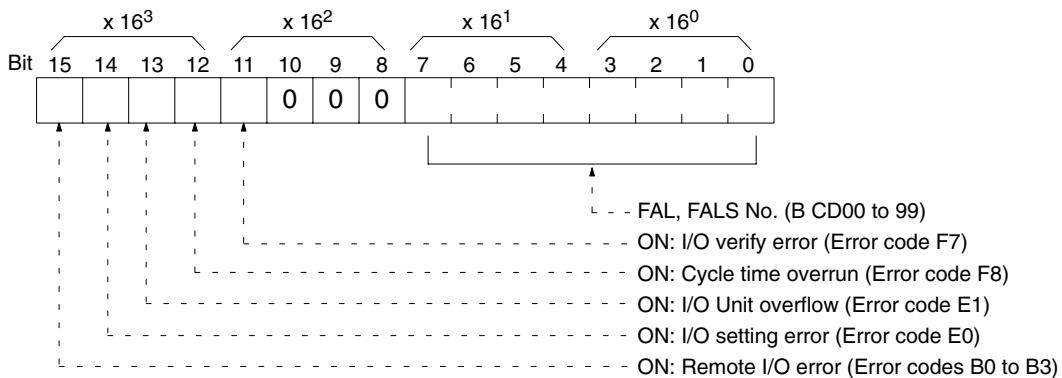 x 16³ x 16² x 16¹ x 16⁰
Bit 15 14 13 12 11 10 9 8 7 6 5 4 3 2 1 0
0 0 0
FAL, FALS No. (B CD00 to 99)
ON: I/O verify error (Error code F7)
ON: Cycle time overrun (Error code F8)
ON: I/O Unit overflow (Error code E1)
ON: I/O setting error (Error code E0)
ON: Remote I/O error (Error codes B0 to B3)